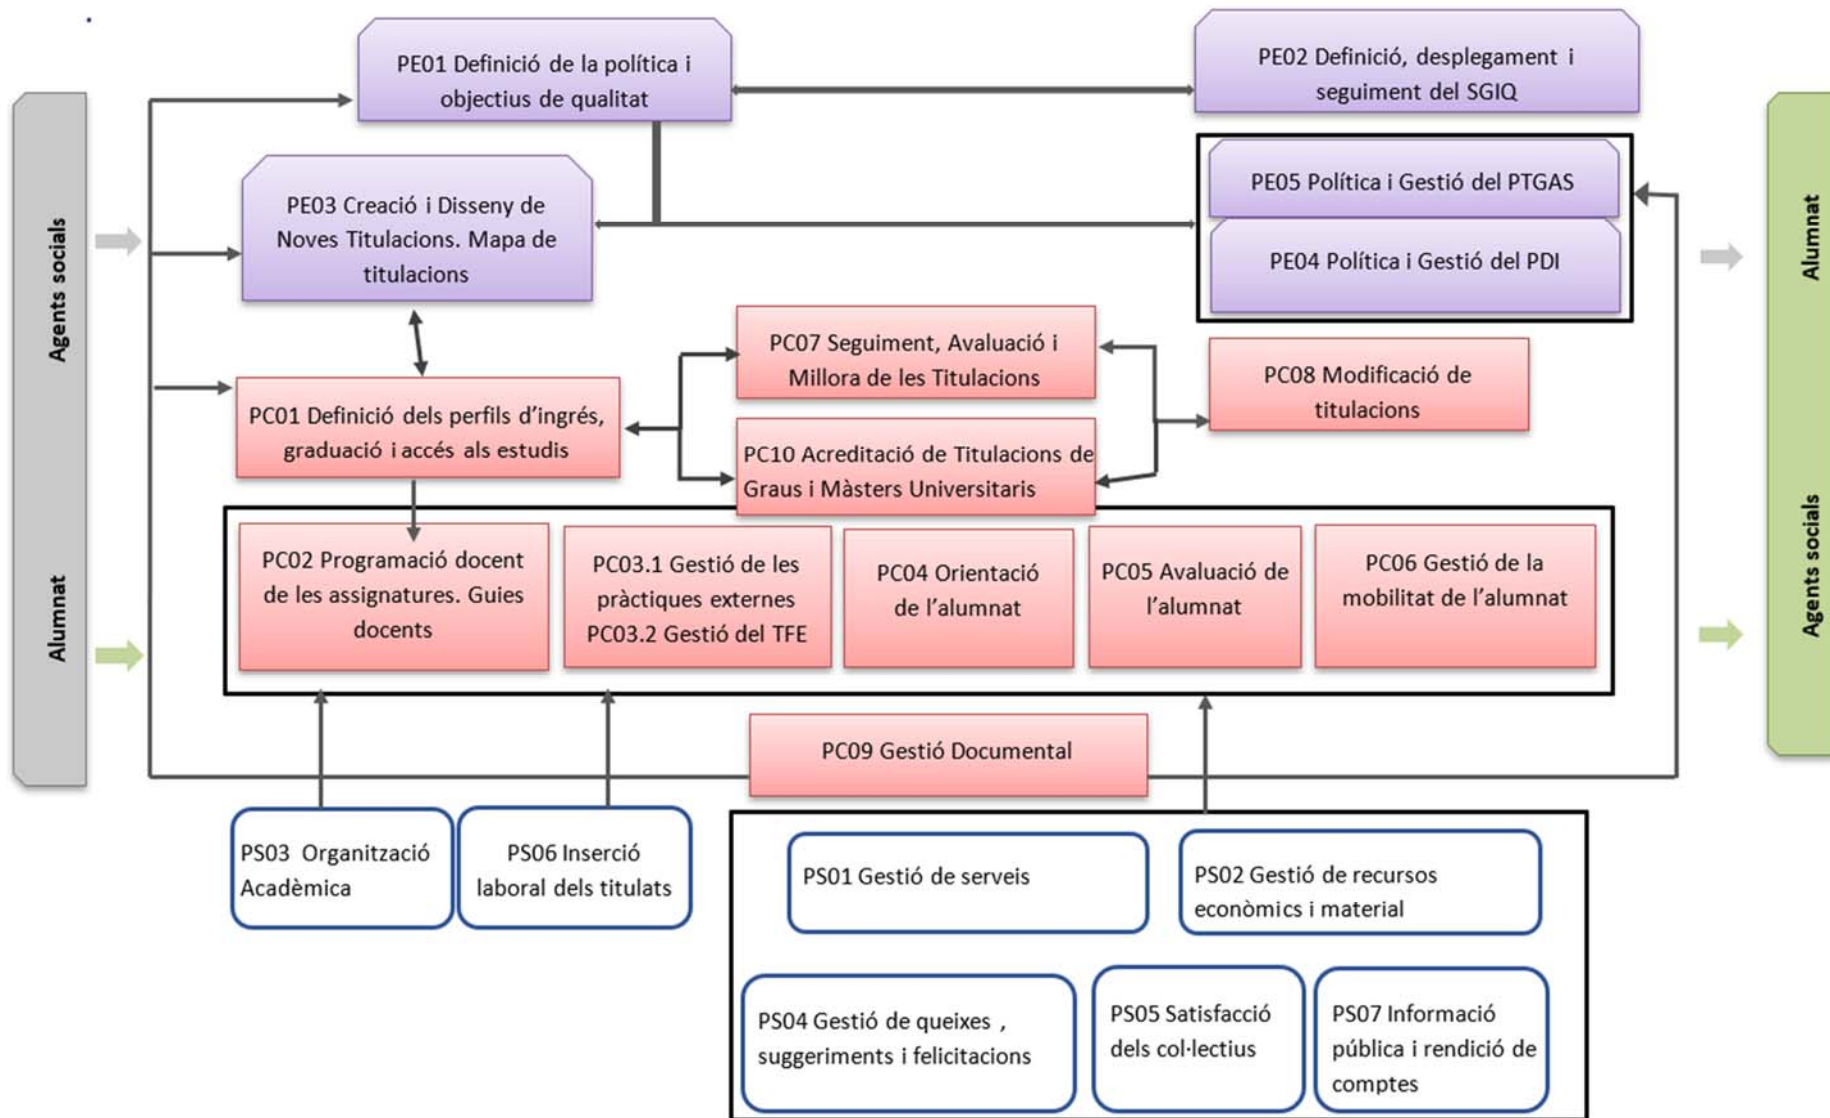 PE01 Definició de la política i
objectius de qualitat
PE02 Definició, desplegament i
seguiment del SGIQ
Agents socials
Alumnat
PE03 Creació i Disseny de
Noves Titulacions. Mapa de
titulacions
PE05 Política i Gestió del PTGAS
PE04 Política i Gestió del PDI
Alumnat
Agents socials
PC07 Seguiment, Avaluació i
Millora de les Titulacions
PC08 Modificació de
titulacions
PC01 Definició dels perfils d'ingrés,
graduació i accés als estudis
PC10 Acreditació de Titulacions de
Graus i Màsters Universitaris
PC02 Programació docent
de les assignatures. Guies
docents
PC03.1 Gestió de les
pràctiques externes
PC03.2 Gestió del TFE
PC04 Orientació
de l'alumnat
PC05 Avaluació de
l'alumnat
PC06 Gestió de la
mobilitat de l'alumnat
PC09 Gestió Documental
PS03 Organització
Acadèmica
PS06 Inserció
laboral dels titulats
PS01 Gestió de serveis
PS02 Gestió de recursos
econòmics i material
PS04 Gestió de queixes ,
suggeriments i felicitacions
PS05 Satisfacció
dels col·lectius
PS07 Informació
pública i rendició de
comptes